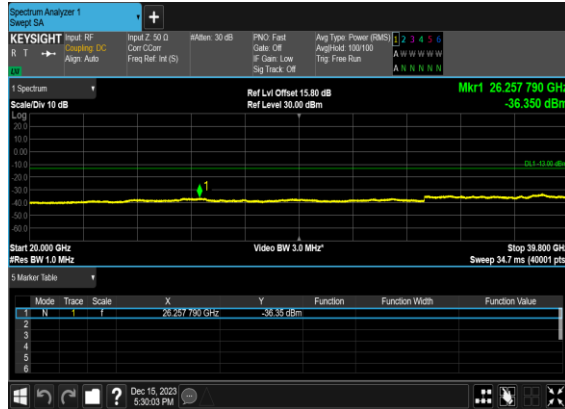 Spectrum Analyzer 1
Swept SA
KEYSIGHT Input: RF Input Z: 50 Ω #Atten: 30 dB PNO: Fast Avg Type: Power (RMS) 1 2 3 4 5 6
R T Coupling: DC Corr CCorr Gate: Off Avg|Hold: 100/100 A W W W W W
Align: Auto Freq Ref: Int (S) IF Gain: Low Trig: Free Run
LXI Sig Track: Off A N N N N N
1 Spectrum Ref Lvl Offset 15.80 dB Mkr1 26.257 790 GHz
Scale/Div 10 dB Ref Level 30.00 dBm -36.350 dBm
Log
20.0
10.0
0.00
-10.0 DL1 -13.00 dBm
-20.0
-30.0 1
-40.0
-50.0
-60.0
Start 20.000 GHz Video BW 3.0 MHz* Stop 39.800 GHz
#Res BW 1.0 MHz Sweep 34.7 ms (40001 pts)
5 Marker Table
Mode Trace Scale X Y Function Function Width Function Value
1 N 1 f 26.257 790 GHz -36.35 dBm
2
3
4
5
6
? Dec 15, 2023
5:30:03 PM